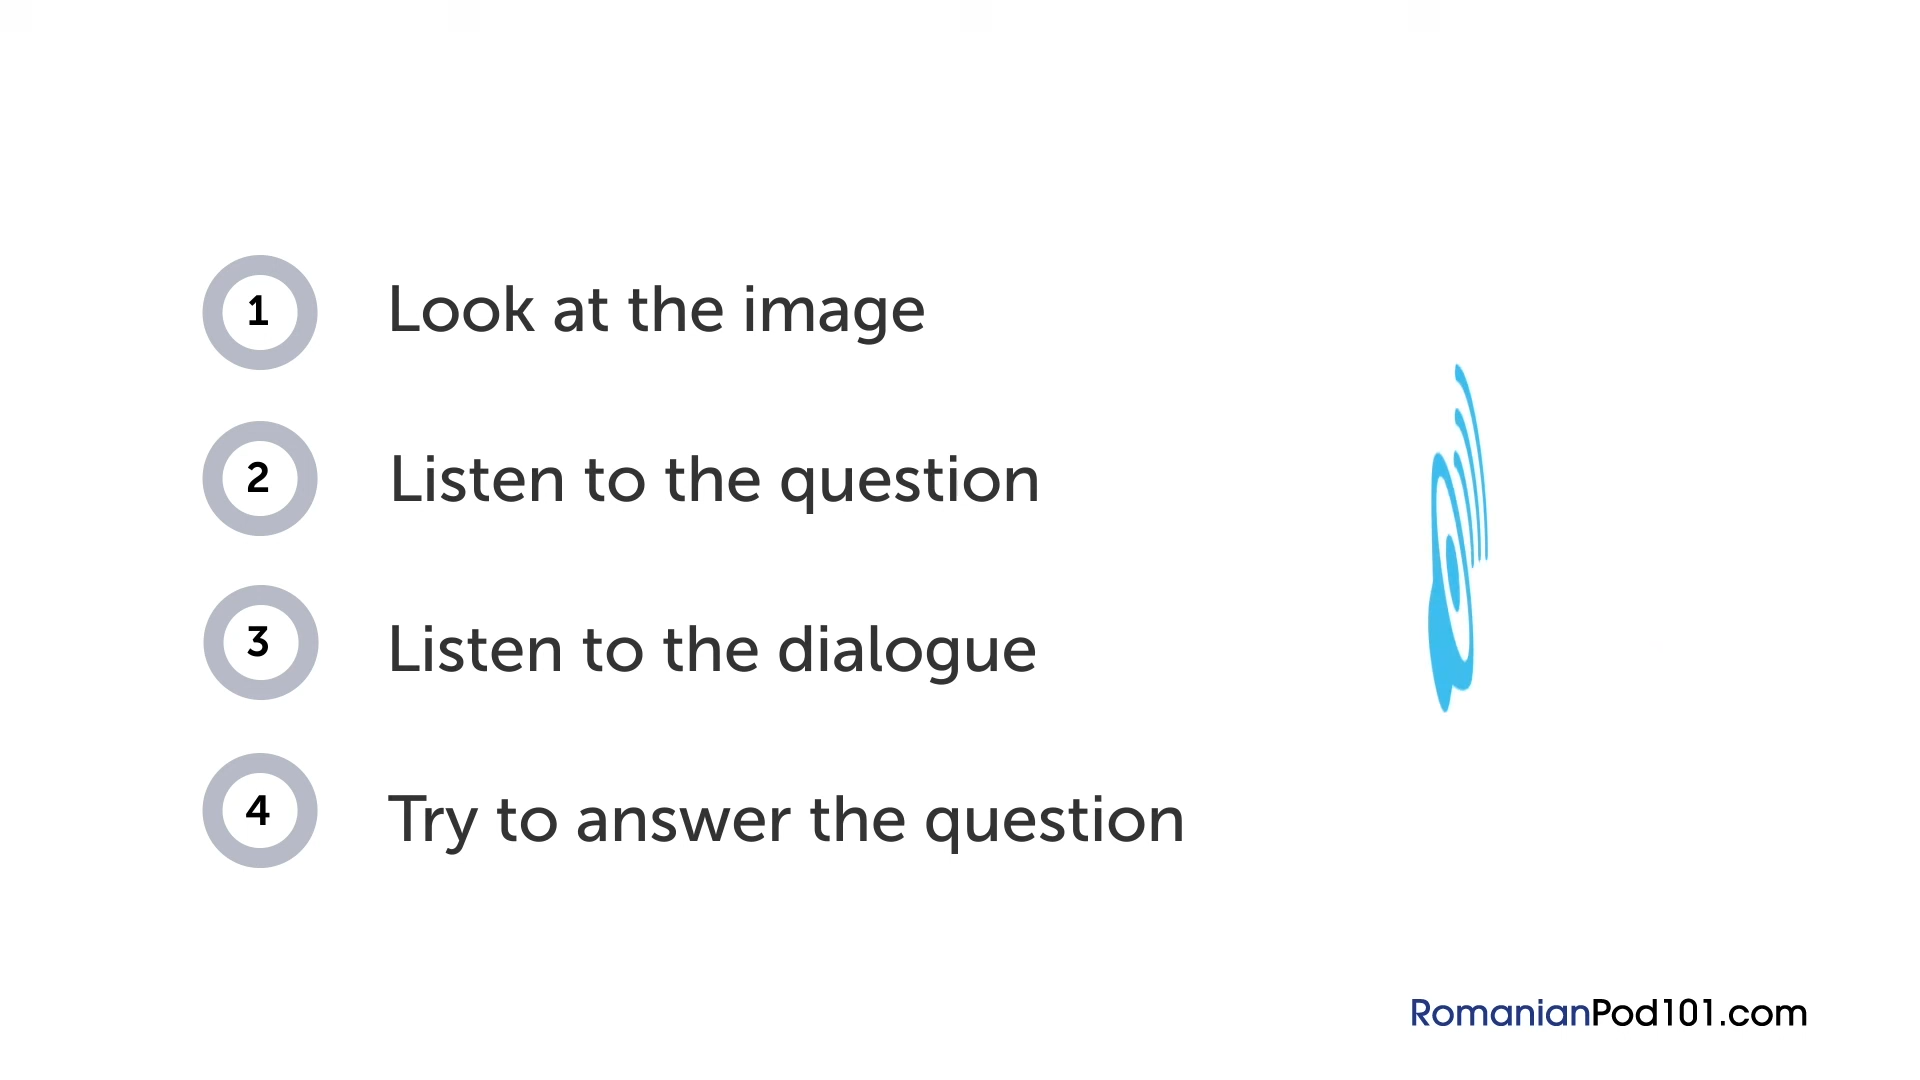 1 Look at the image
2 Listen to the question
3 Listen to the dialogue
4 Try to answer the question
RomanianPod101.com